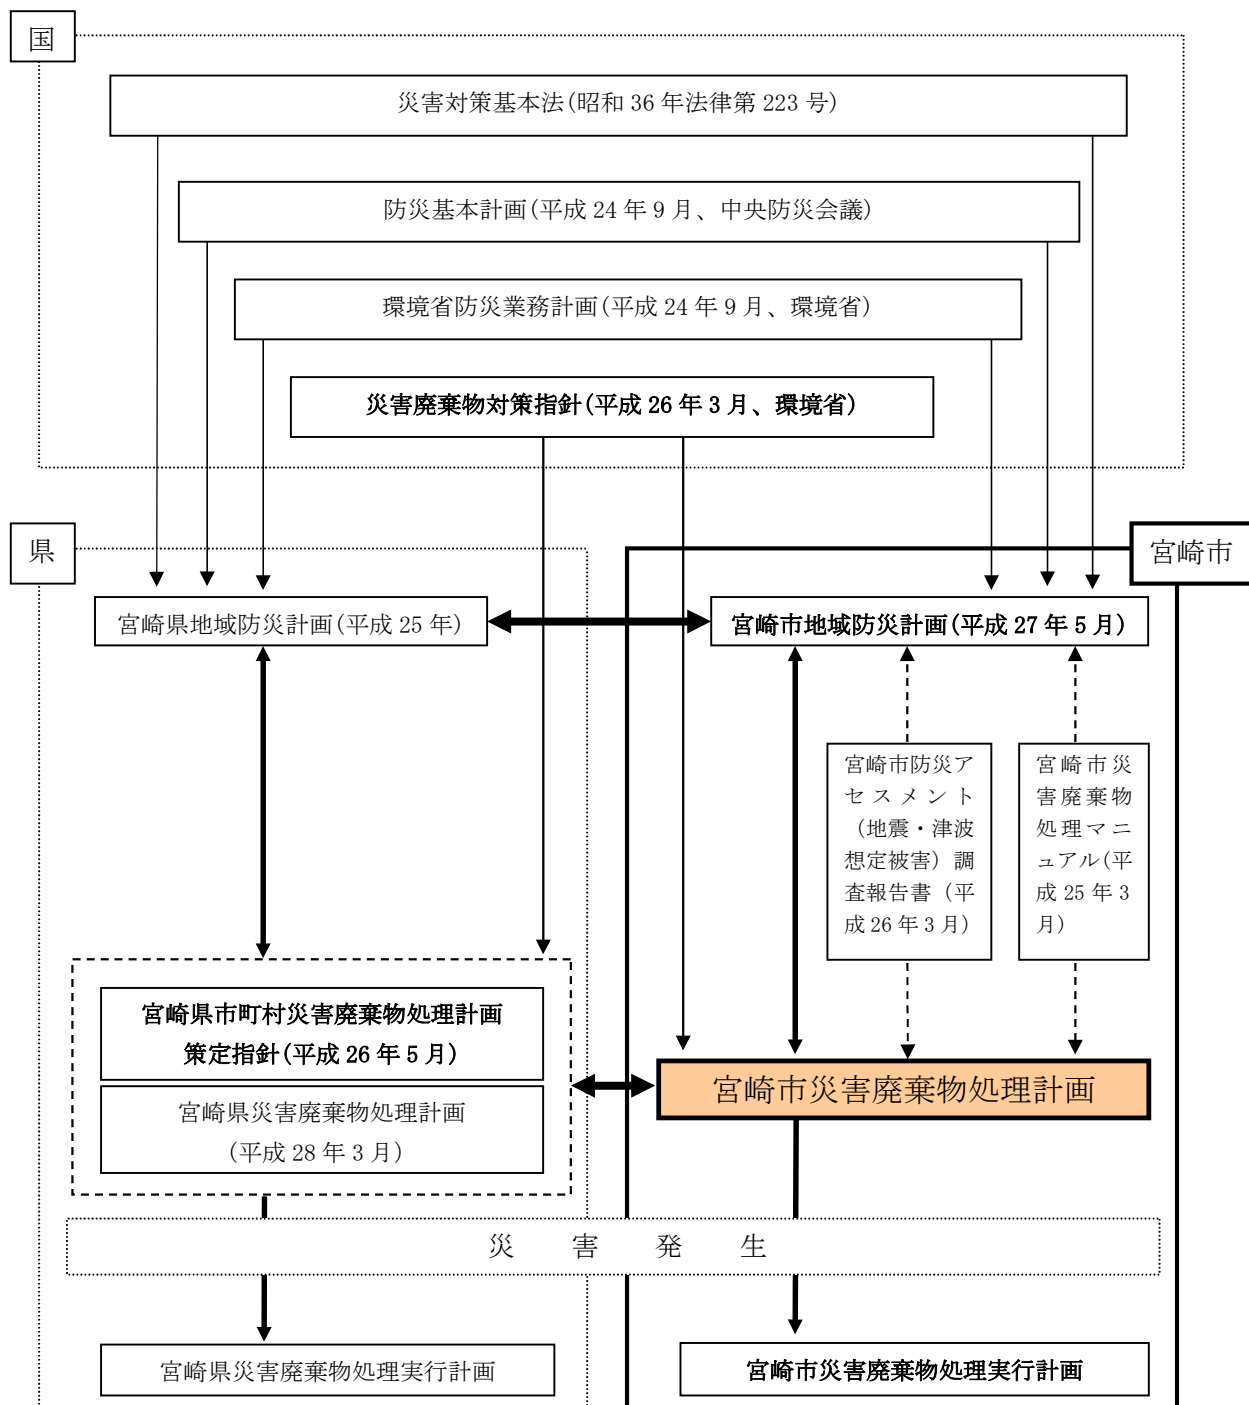 国
災害対策基本法(昭和 36 年法律第 223 号)
防災基本計画(平成 24 年 9 月、中央防災会議)
環境省防災業務計画(平成 24 年 9 月、環境省)
災害廃棄物対策指針(平成 26 年 3 月、環境省)
県
宮崎市
宮崎県地域防災計画(平成 25 年)
宮崎市地域防災計画(平成 27 年 5 月)
宮崎市防災ア
セスメント
（地震・津波
想定被害）調
査報告書（平
成 26 年 3 月）
宮崎市災
害廃棄物
処理マニ
ュアル(平
成 25 年 3
月)
宮崎県市町村災害廃棄物処理計画
策定指針(平成 26 年 5 月)
宮崎県災害廃棄物処理計画
(平成 28 年 3 月)
宮崎市災害廃棄物処理計画
災　害　発　生
宮崎県災害廃棄物処理実行計画
宮崎市災害廃棄物処理実行計画